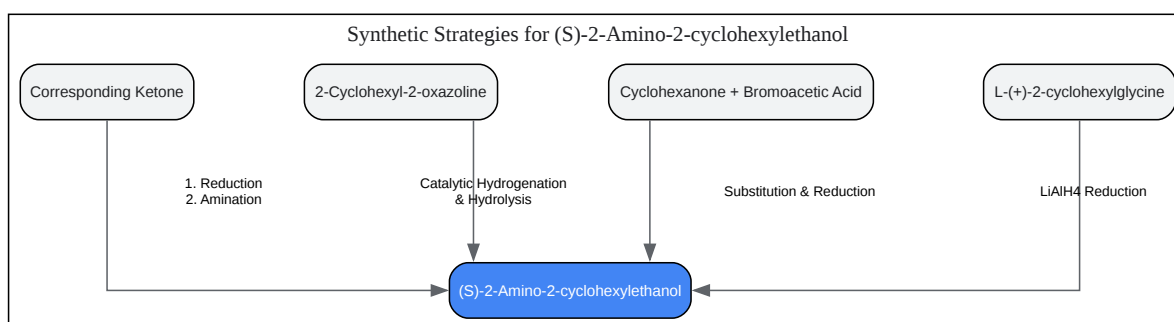 Synthetic Strategies for (S)-2-Amino-2-cyclohexylethanol
Corresponding Ketone
2-Cyclohexyl-2-oxazoline
Cyclohexanone + Bromoacetic Acid
L-(+)-2-cyclohexylglycine
1. Reduction
2. Amination
Catalytic Hydrogenation
& Hydrolysis
Substitution & Reduction
LiAlH4 Reduction
(S)-2-Amino-2-cyclohexylethanol